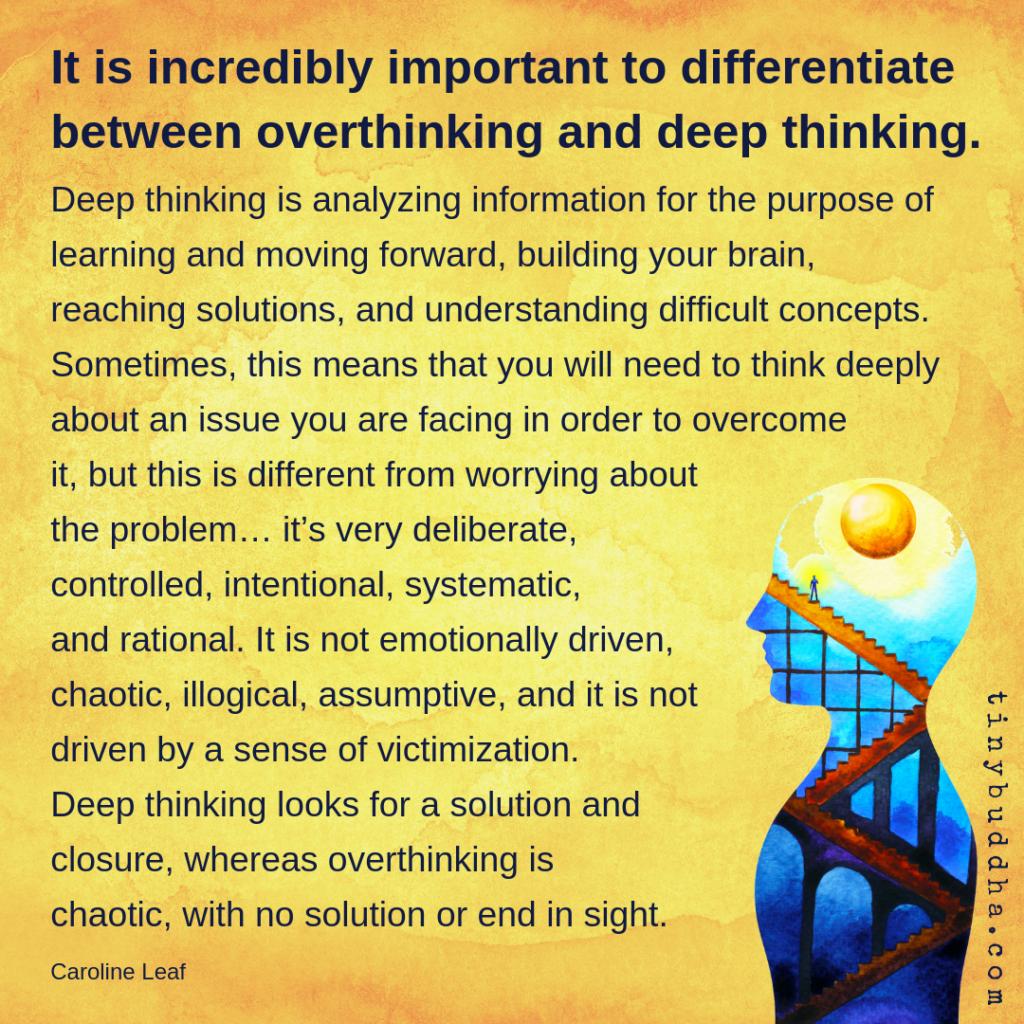 It is incredibly important to differentiate
between overthinking and deep thinking.
Deep thinking is analyzing information for the purpose of
learning and moving forward, building your brain,
reaching solutions, and understanding difficult concepts.
Sometimes, this means that you will need to think deeply
about an issue you are facing in order to overcome
it, but this is different from worrying about
the problem… it’s very deliberate,
controlled, intentional, systematic,
and rational. It is not emotionally driven,
chaotic, illogical, assumptive, and it is not
driven by a sense of victimization.
Deep thinking looks for a solution and
closure, whereas overthinking is
chaotic, with no solution or end in sight.
Caroline Leaf
tinybuddha.com